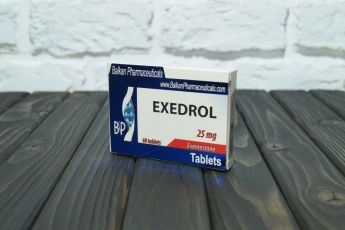 Balkan Pharmaceuticals
www.BalkanPharmaceuticals.com
EXEDROL
BP
25 mg
60 tablets
Exemestane
Tablets